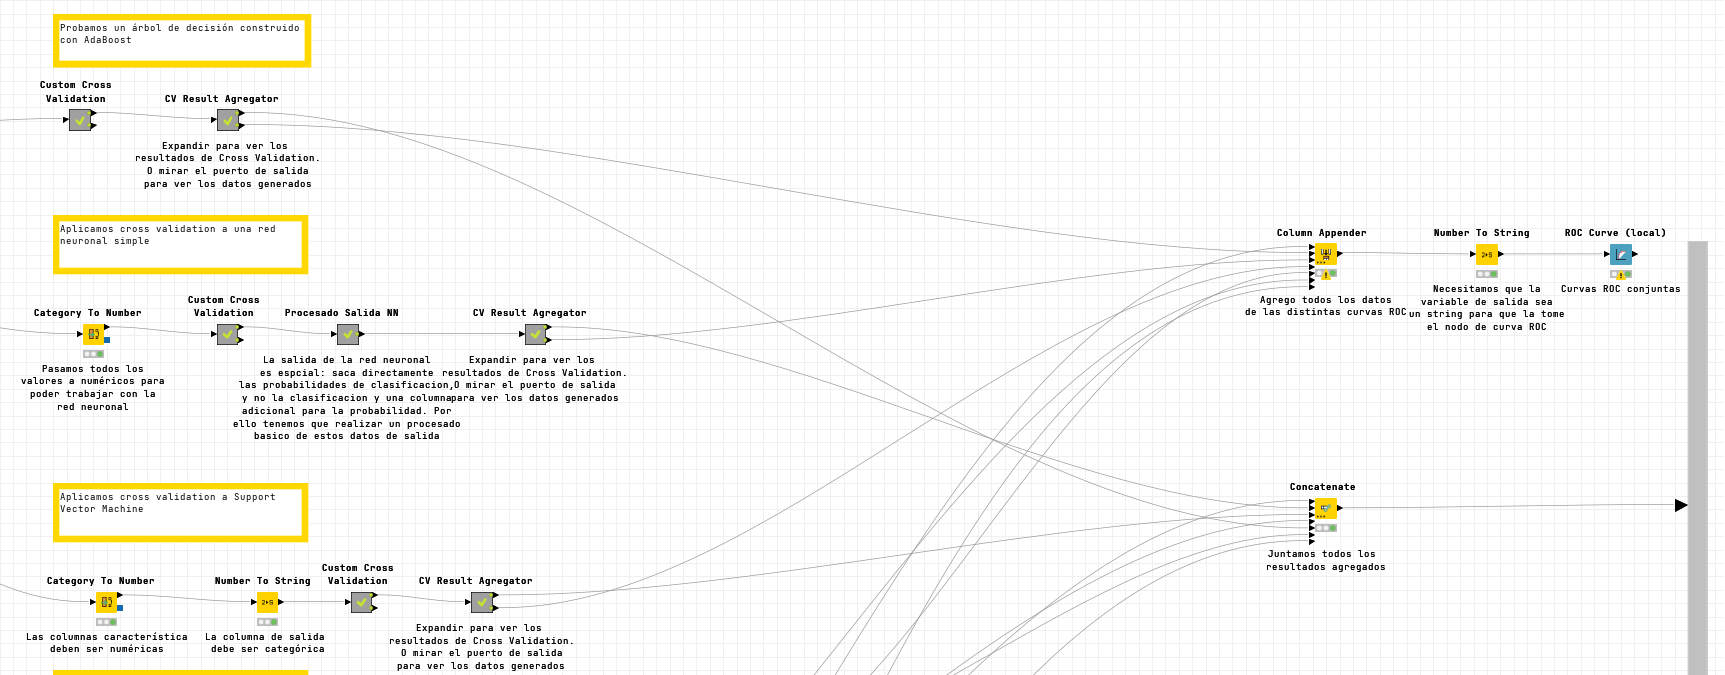 Probamos un árbol de decisión construido
con AdaBoost
Custom Cross
Validation
CV Result Agregator
Expandir para ver los
resultados de Cross Validation.
O mirar el puerto de salida
para ver los datos generados
Aplicamos cross validation a una red
neuronal simple
Category To Number
Pasamos todos los
valores a numéricos para
poder trabajar con la
red neuronal
Custom Cross
Validation
Procesado Salida NN
La salida de la red neuronal
es espcial: saca directamente
las probabilidades de clasificacion,
y no la clasificacion y una columna
adicional para la probabilidad. Por
ello tenemos que realizar un procesado
basico de estos datos de salida
CV Result Agregator
Expandir para ver los
resultados de Cross Validation.
O mirar el puerto de salida
para ver los datos generados
Column Appender
Agrego todos los datos
de las distintas curvas ROC
Number To String
2➔S
Necesitamos que la
variable de salida sea
un string para que la tome
el nodo de curva ROC
ROC Curve (local)
Curvas ROC conjuntas
Concatenate
Juntamos todos los
resultados agregados
Aplicamos cross validation a Support
Vector Machine
Category To Number
Las columnas característica
deben ser numéricas
Number To String
2➔S
La columna de salida
debe ser categórica
Custom Cross
Validation
CV Result Agregator
Expandir para ver los
resultados de Cross Validation.
O mirar el puerto de salida
para ver los datos generados